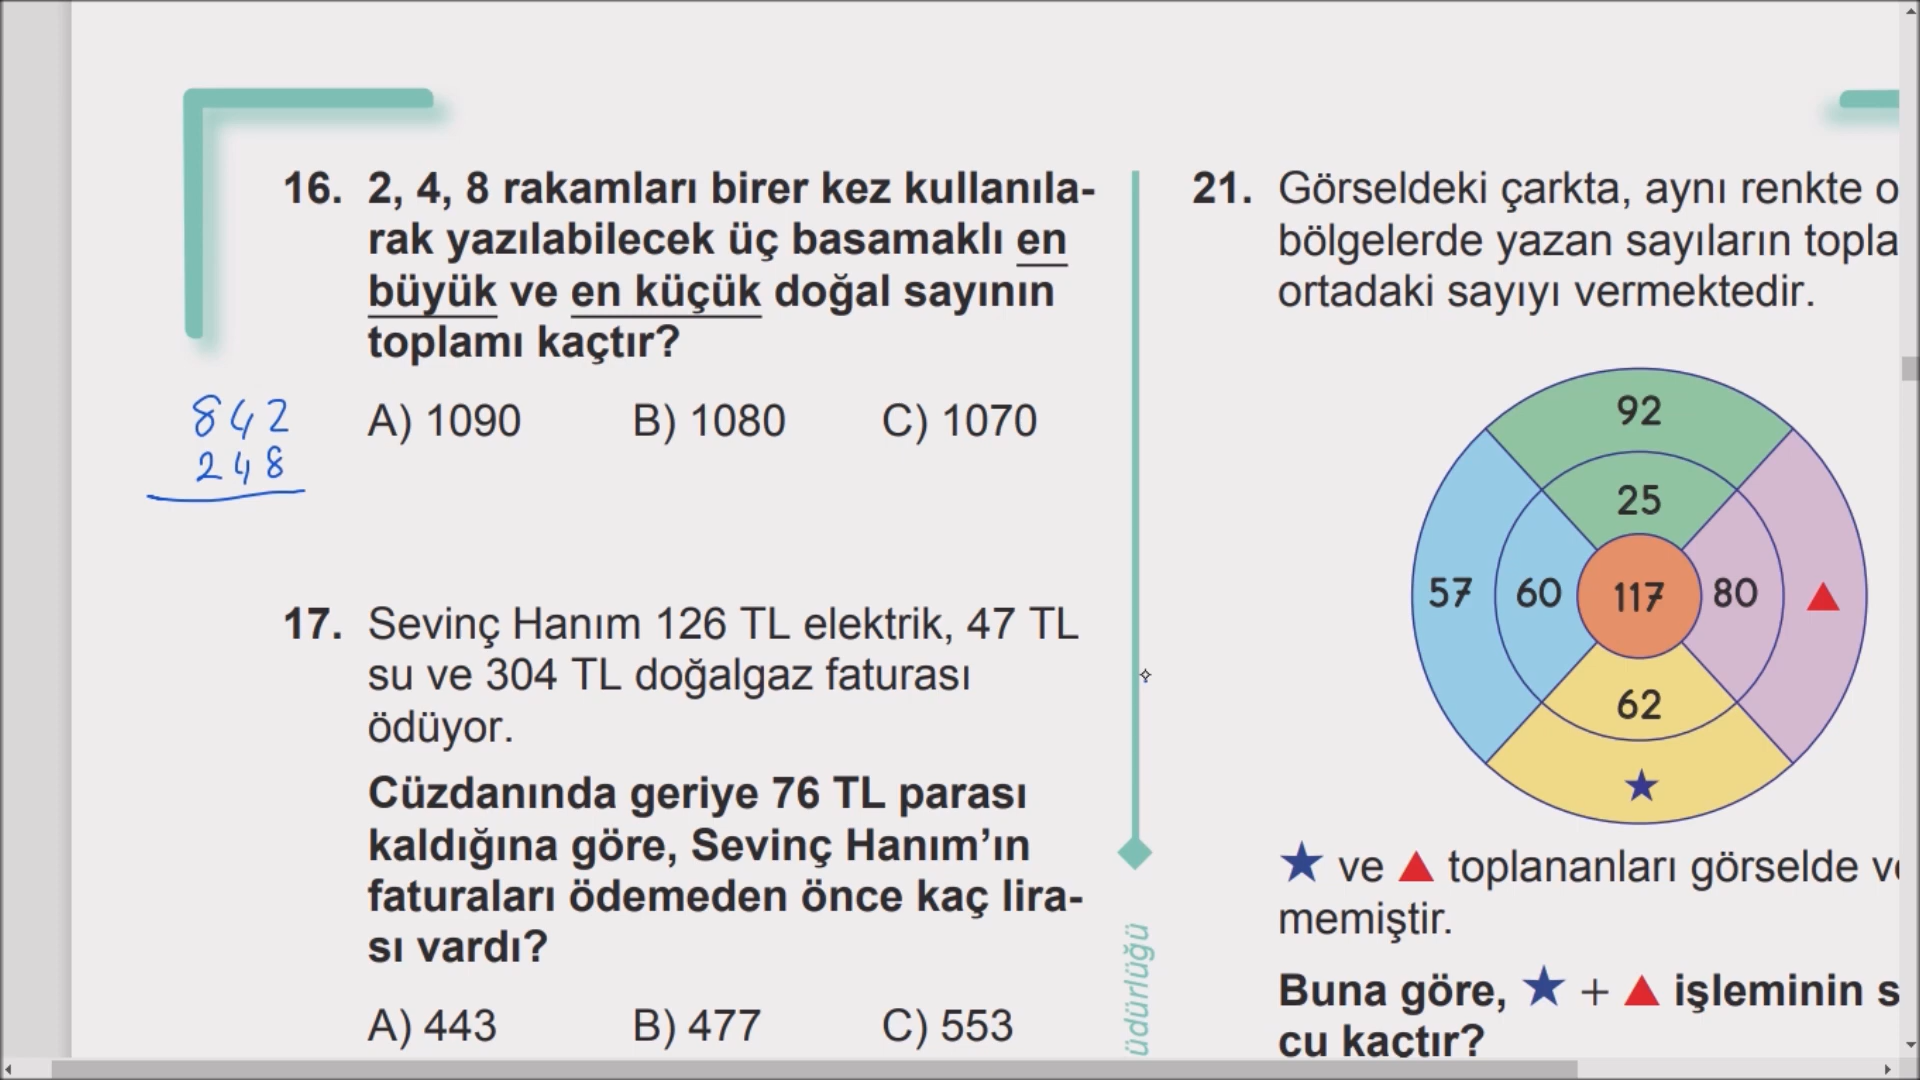 16. 2, 4, 8 rakamları birer kez kullanıla-
rak yazılabilecek üç basamaklı en
büyük ve en küçük doğal sayının
toplamı kaçtır?
A) 1090 B) 1080 C) 1070
842
248
17. Sevinç Hanım 126 TL elektrik, 47 TL
su ve 304 TL doğalgaz faturası
ödüyor.
Cüzdanında geriye 76 TL parası
kaldığına göre, Sevinç Hanım’ın
faturaları ödemeden önce kaç lira-
sı vardı?
A) 443 B) 477 C) 553
üdürlüğü
21. Görseldeki çarkta, aynı renkte o
bölgelerde yazan sayıların topla
ortadaki sayıyı vermektedir.
92
25
57 60 117 80 ▲
62
★
★ ve ▲ toplananları görselde ve
memiştir.
Buna göre, ★ + ▲ işleminin s
cu kaçtır?